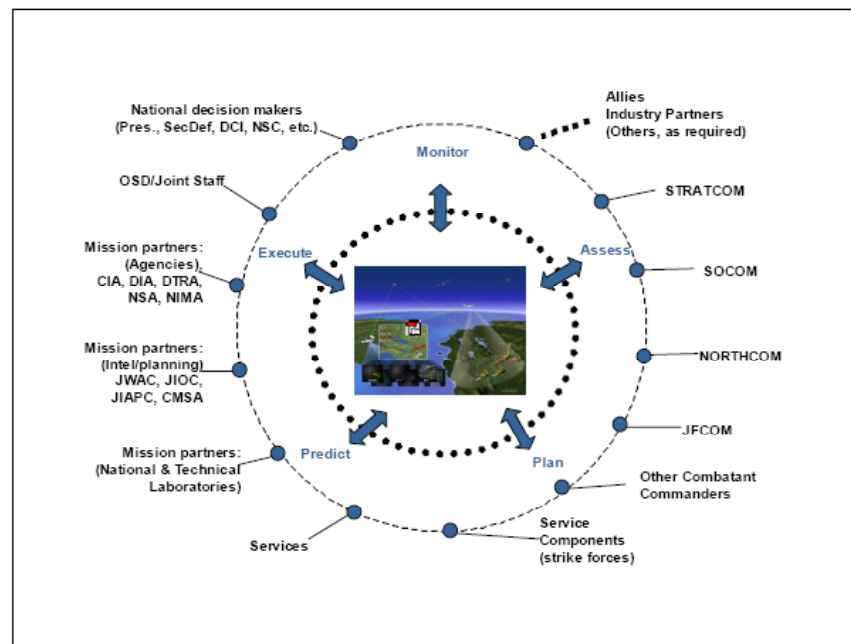 National decision makers
(Pres., SecDef, DCI, NSC, etc.)
Allies
Industry Partners
(Others, as required)
Monitor
OSD/Joint Staff
STRATCOM
Mission partners:
(Agencies)
CIA, DIA, DTRA,
NSA, NIMA
Execute
Assess
SOCOM
Mission partners:
(Intel/planning)
JWAC, JIOC,
JIAPC, CMSA
NORTHCOM
JFCOM
Mission partners:
(National & Technical
Laboratories)
Predict
Plan
Other Combatant
Commanders
Services
Service
Components
(strike forces)